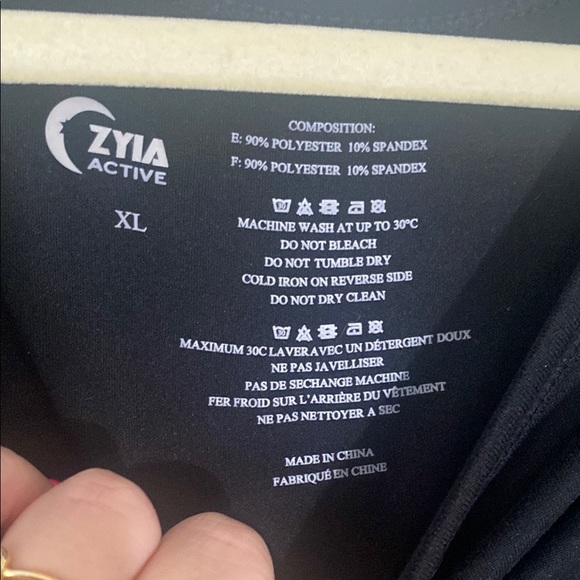 ZYIA
ACTIVE
XL
COMPOSITION:
E: 90% POLYESTER 10% SPANDEX
F: 90% POLYESTER 10% SPANDEX
MACHINE WASH AT UP TO 30°C
DO NOT BLEACH
DO NOT TUMBLE DRY
COLD IRON ON REVERSE SIDE
DO NOT DRY CLEAN
MAXIMUM 30C LAVERAVEC UN DÉTERGENT DOUX
NE PAS JAVELLISER
PAS DE SECHANGE MACHINE
FER FROID SUR L'ARRIÈRE DU VÉTEMENT
NE PAS NETTOYER A SEC
MADE IN CHINA
FABRIQUÉ EN CHINE